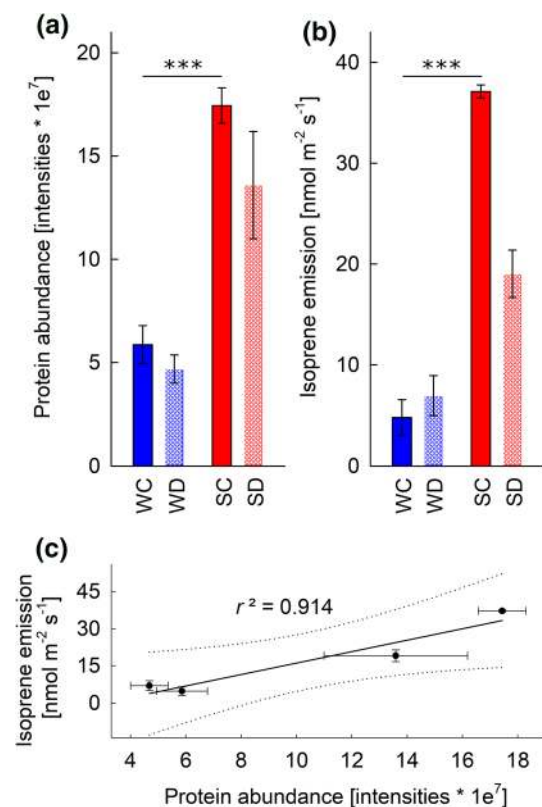 (a)
***
Protein abundance [intensities * 1e⁷]
20
15
10
5
0
WC
WD
SC
SD
(b)
***
Isoprene emission [nmol m⁻² s⁻¹]
40
30
20
10
0
WC
WD
SC
SD
(c)
Isoprene emission
[nmol m⁻² s⁻¹]
45
30
15
0
r² = 0.914
4 6 8 10 12 14 16 18
Protein abundance [intensities * 1e⁷]